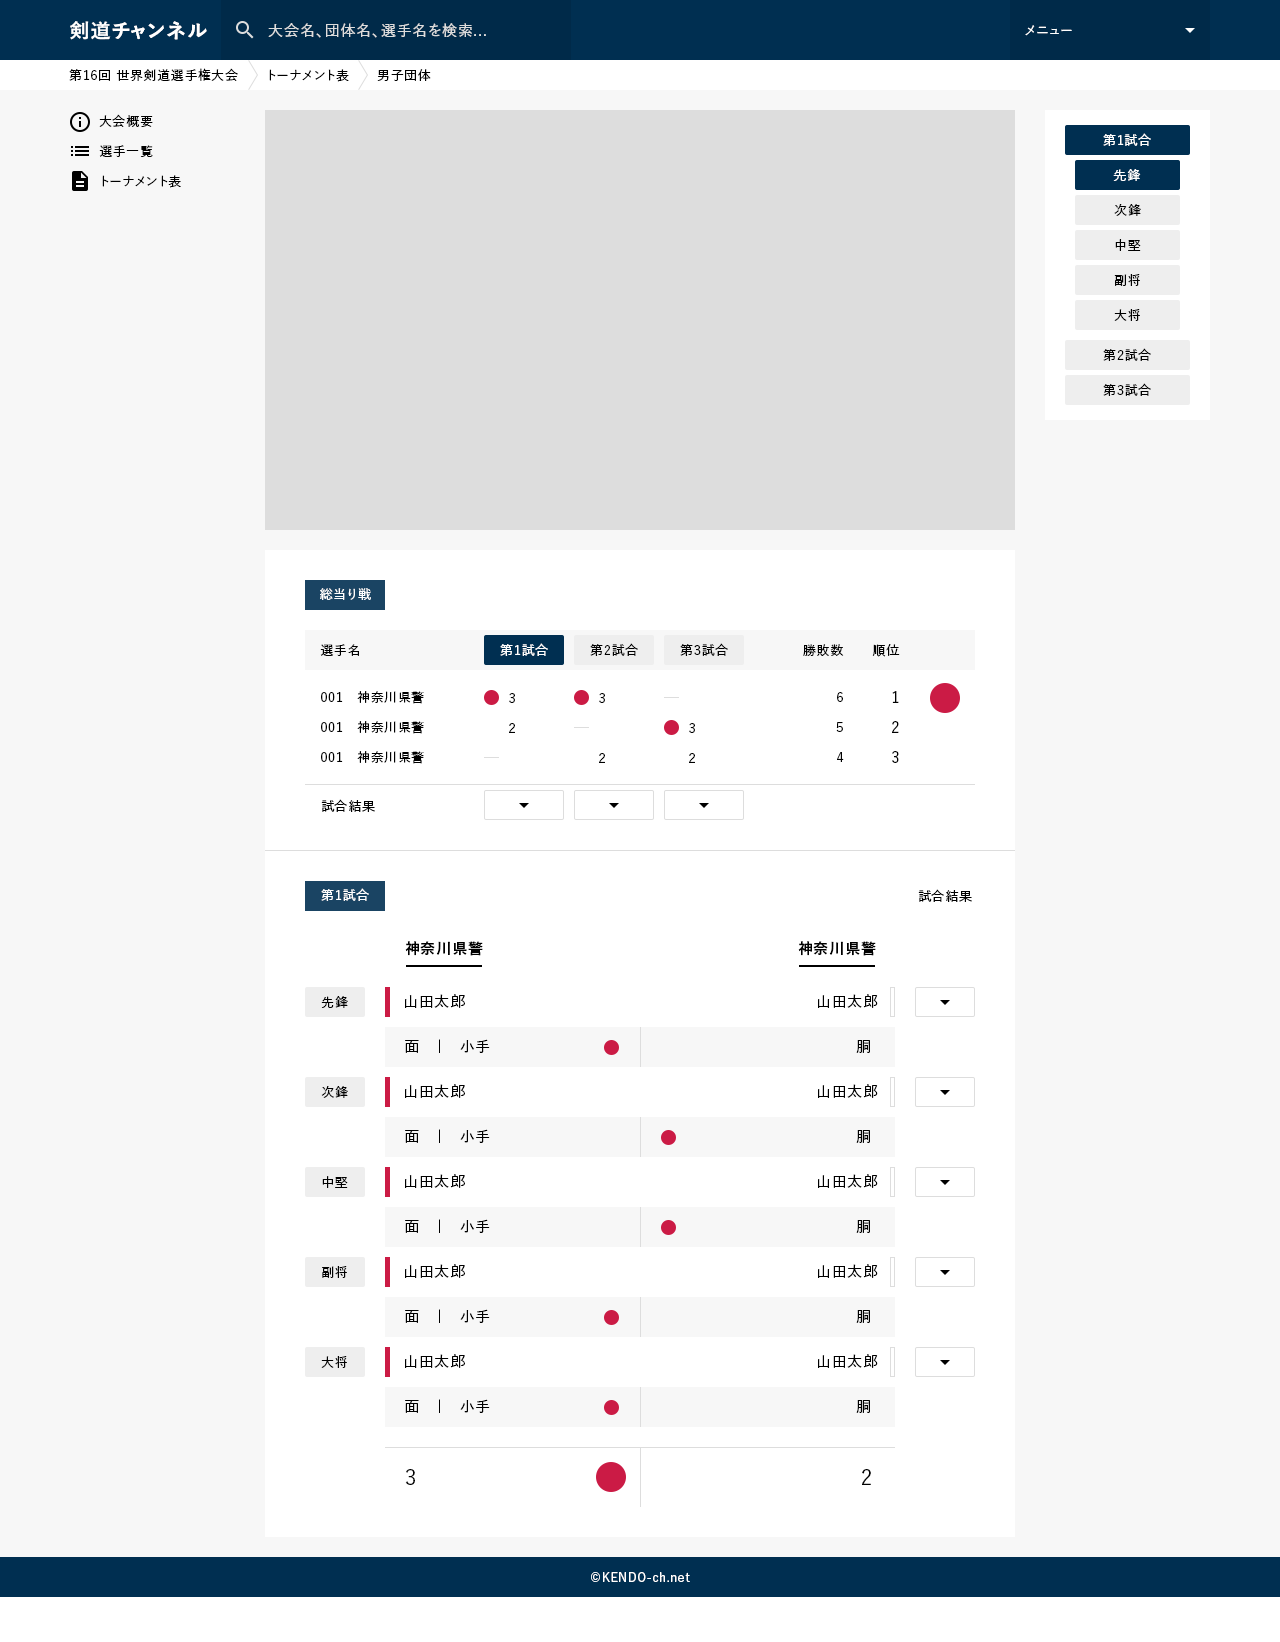 剣道チャンネル
大会名、団体名、選手名を検索...
メニュー
第16回 世界剣道選手権大会
トーナメント表
男子団体
大会概要
選手一覧
トーナメント表
第1試合
先鋒
次鋒
中堅
副将
大将
第2試合
第3試合
総当り戦
選手名 第1試合 第2試合 第3試合 勝敗数 順位
001 神奈川県警 3 3 6 1
001 神奈川県警 2 3 5 2
001 神奈川県警 2 2 4 3
試合結果
第1試合 試合結果
神奈川県警 神奈川県警
先鋒 山田太郎 山田太郎
面 | 小手 胴
次鋒 山田太郎 山田太郎
面 | 小手 胴
中堅 山田太郎 山田太郎
面 | 小手 胴
副将 山田太郎 山田太郎
面 | 小手 胴
大将 山田太郎 山田太郎
面 | 小手 胴
3 2
©KENDO-ch.net